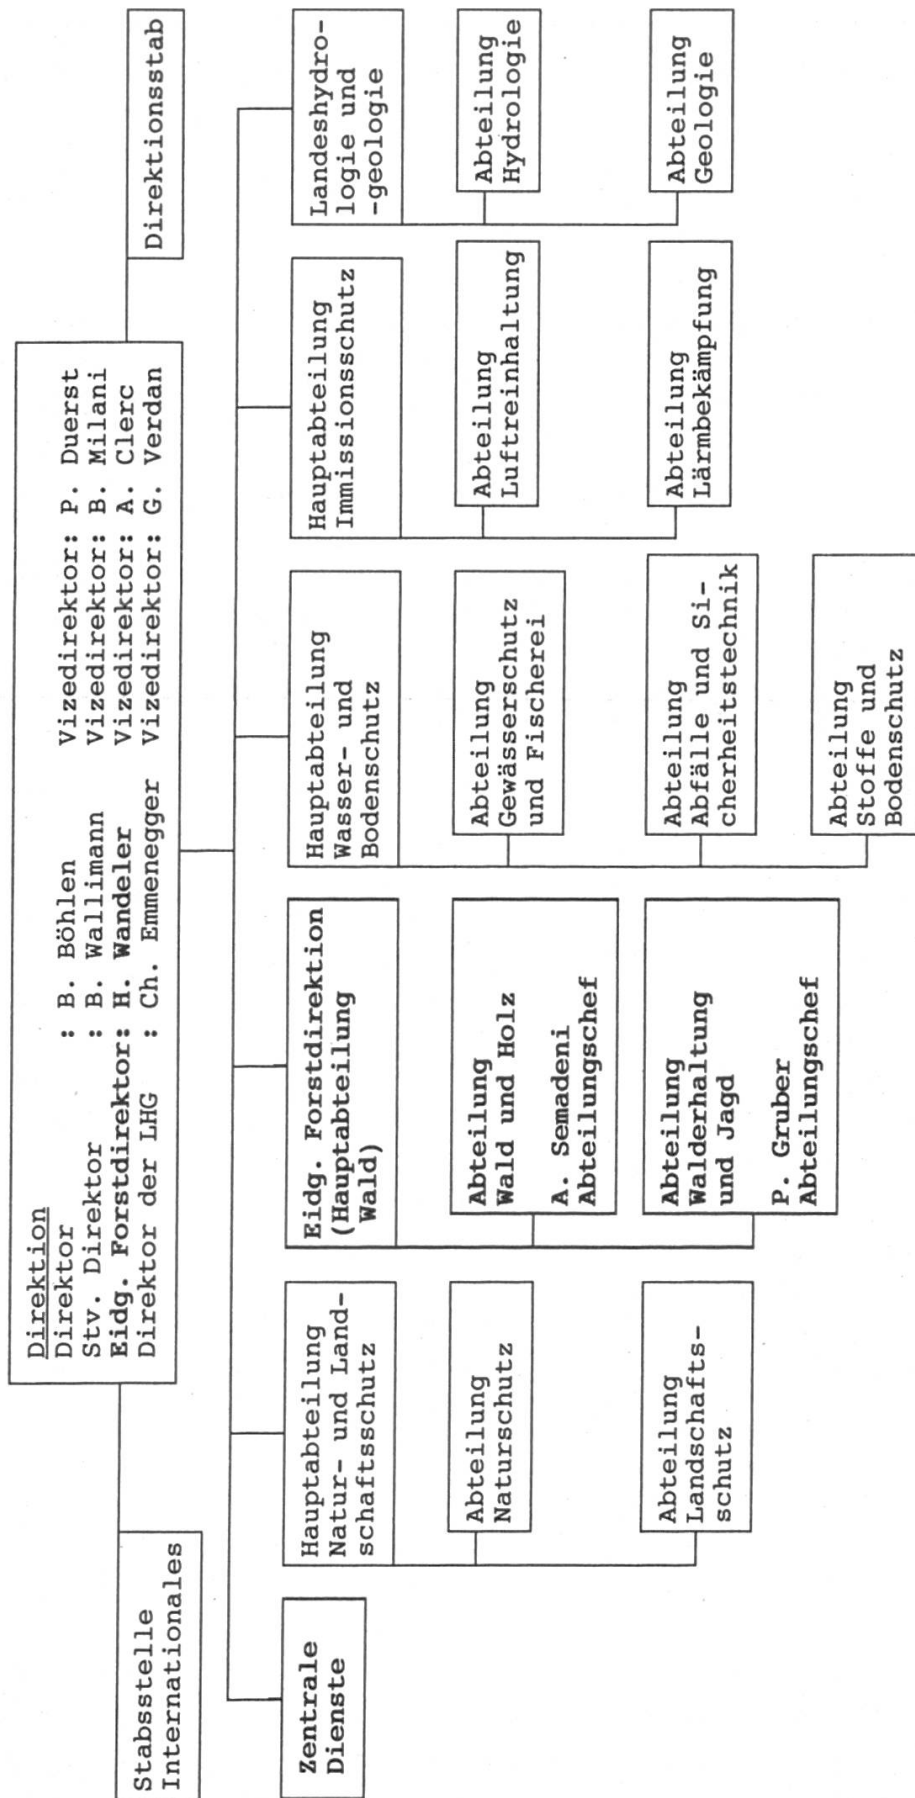 Direktion
Direktor : B. Böhlen Vizedirektor: P. Duerst
Stv. Direktor : B. Wallimann Vizedirektor: B. Milani
Eidg. Forstdirektor: H. Wandeler Vizedirektor: A. Clerc
Direktor der LHG : Ch. Emmenegger Vizedirektor: G. Verdan
Stabsstelle
Internationales
Direktionsstab
Zentrale
Dienste
Hauptabteilung
Natur- und Land-
schaftsschutz
Abteilung
Naturschutz
Abteilung
Landschafts-
schutz
Eidg. Forstdirektion
(Hauptabteilung
Wald)
Abteilung
Wald und Holz
A. Semadeni
Abteilungschef
Abteilung
Walderhaltung
und Jagd
P. Gruber
Abteilungschef
Hauptabteilung
Wasser- und
Bodenschutz
Abteilung
Gewässerschutz
und Fischerei
Abteilung
Abfälle und Si-
cherheitstechnik
Abteilung
Stoffe und
Bodenschutz
Hauptabteilung
Immissionsschutz
Abteilung
Luftreinhaltung
Abteilung
Lärmbekämpfung
Landeshydro-
logie und
-geologie
Abteilung
Hydrologie
Abteilung
Geologie